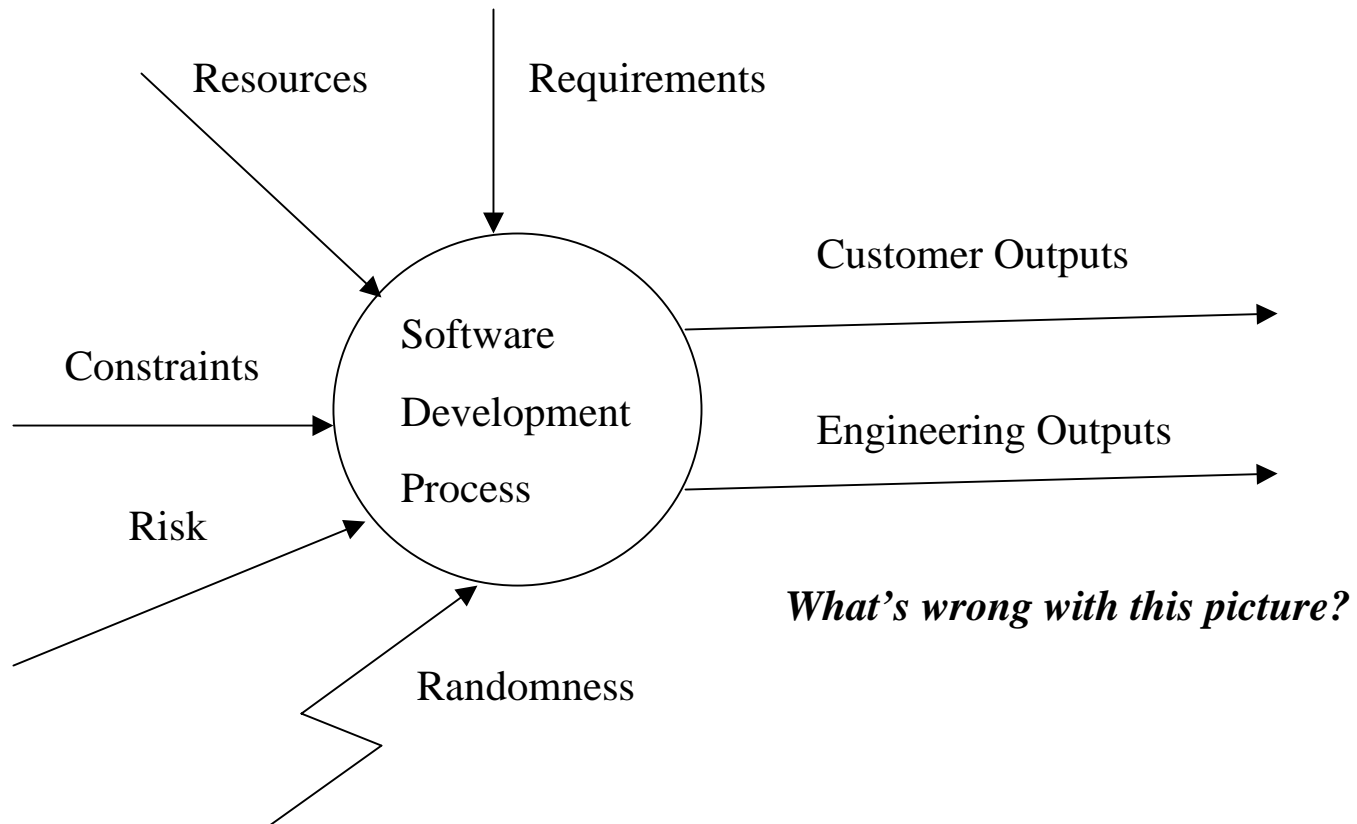 Resources
Requirements
Customer Outputs
Software
Development
Process
Constraints
Engineering Outputs
Risk
What’s wrong with this picture?
Randomness